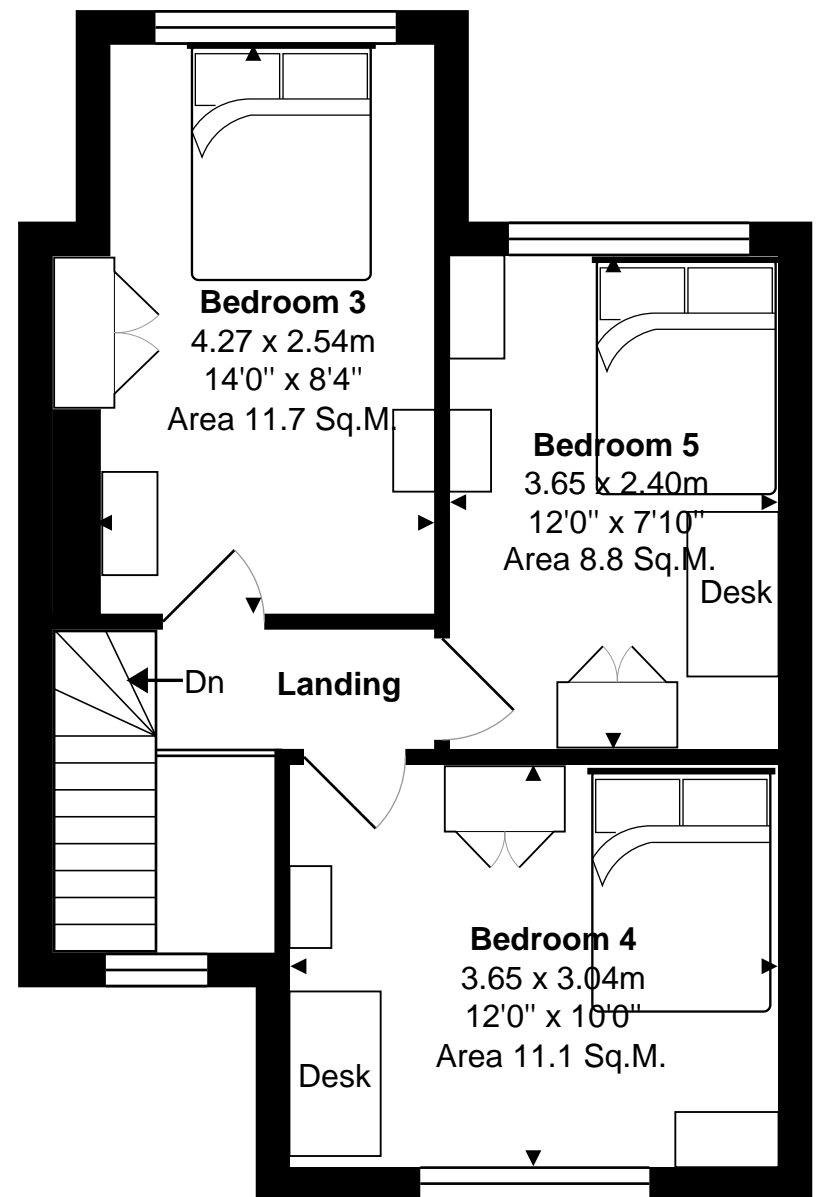 Bedroom 3
4.27 x 2.54m
14'0" x 8'4"
Area 11.7 Sq.M.
Bedroom 5
3.65 x 2.40m
12'0" x 7'10"
Area 8.8 Sq.M.
Desk
Dn
Landing
Bedroom 4
3.65 x 3.04m
12'0" x 10'0"
Area 11.1 Sq.M.
Desk